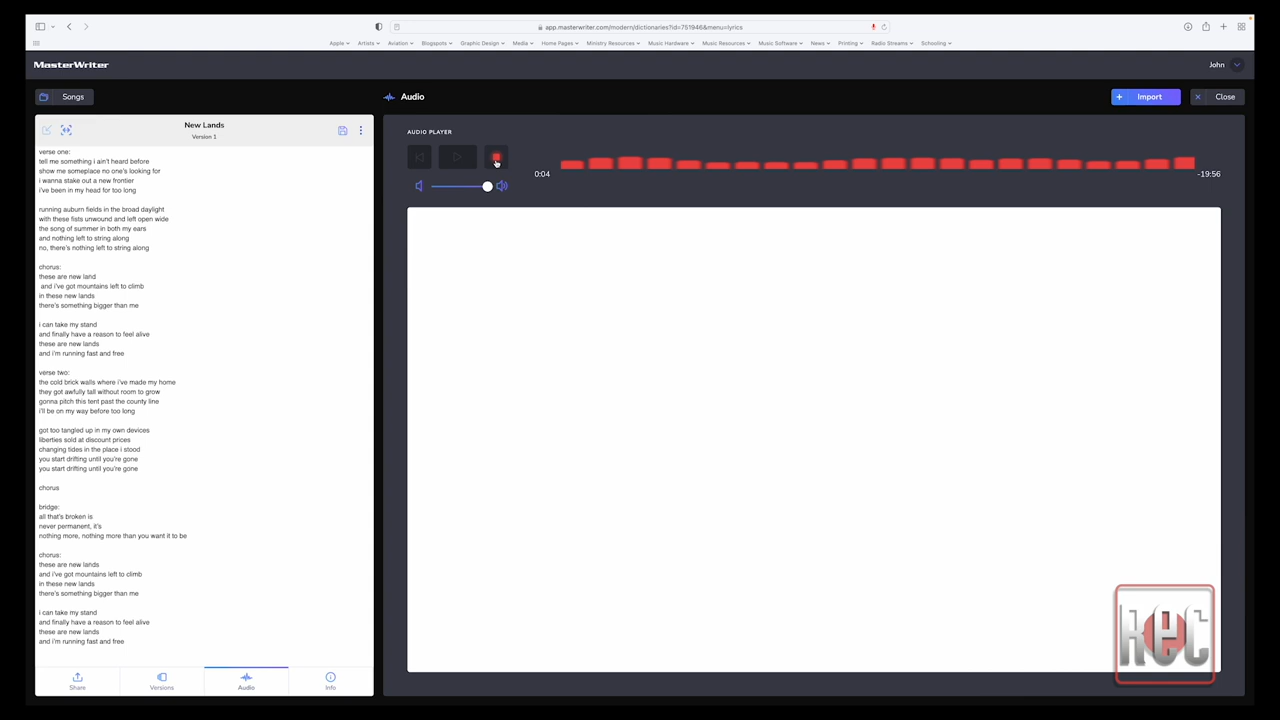 app.masterwriter.com/modern/dictionaries?id=751946&menu=lyrics
Apple Artists Aviation Blogspots Graphic Design Media Home Pages Ministry Resources Music Hardware Music Resources Music Software News Printing Radio Streams Schooling
MasterWriter
John
Songs
Audio
+ Import
Close
New Lands
Version 1
verse one:
tell me something i ain't heard before
show me someplace no one's looking for
i wanna stake out a new frontier
i've been in my head for too long
running auburn fields in the broad daylight
with these fists unwound and left open wide
the song of summer in both my ears
and nothing left to string along
no, there's nothing left to string along
chorus:
these are new land
and i've got mountains left to climb
in these new lands
there's something bigger than me
i can take my stand
and finally have a reason to feel alive
these are new lands
and i'm running fast and free
verse two:
the cold brick walls where i've made my home
they got awfully tall without room to grow
gonna pitch this tent past the county line
i'll be on my way before too long
got too tangled up in my own devices
liberties sold at discount prices
changing tides in the place i stood
you start drifting until you're gone
you start drifting until you're gone
chorus
bridge:
all that's broken is
never permanent, it's
nothing more, nothing more than you want it to be
chorus:
these are new lands
and i've got mountains left to climb
in these new lands
there's something bigger than me
i can take my stand
and finally have a reason to feel alive
these are new lands
and i'm running fast and free
Share
Versions
Audio
Info
AUDIO PLAYER
0:04
-19:56
Rec